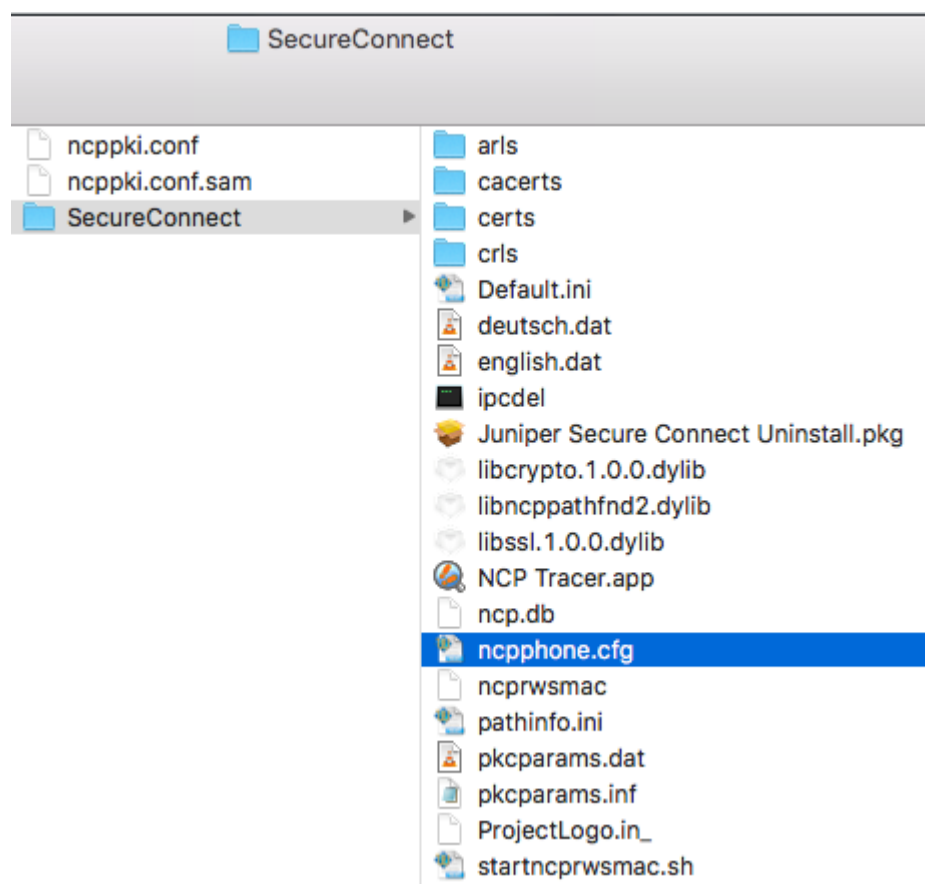 SecureConnect
ncppki.conf
ncppki.conf.sam
SecureConnect
arls
cacerts
certs
crls
Default.ini
deutsch.dat
english.dat
ipcdel
Juniper Secure Connect Uninstall.pkg
libcrypto.1.0.0.dylib
libncppathfnd2.dylib
libssl.1.0.0.dylib
NCP Tracer.app
ncp.db
ncpphone.cfg
ncprwsmac
pathinfo.ini
pkcparams.dat
pkcparams.inf
ProjectLogo.in_
startncprwsmac.sh